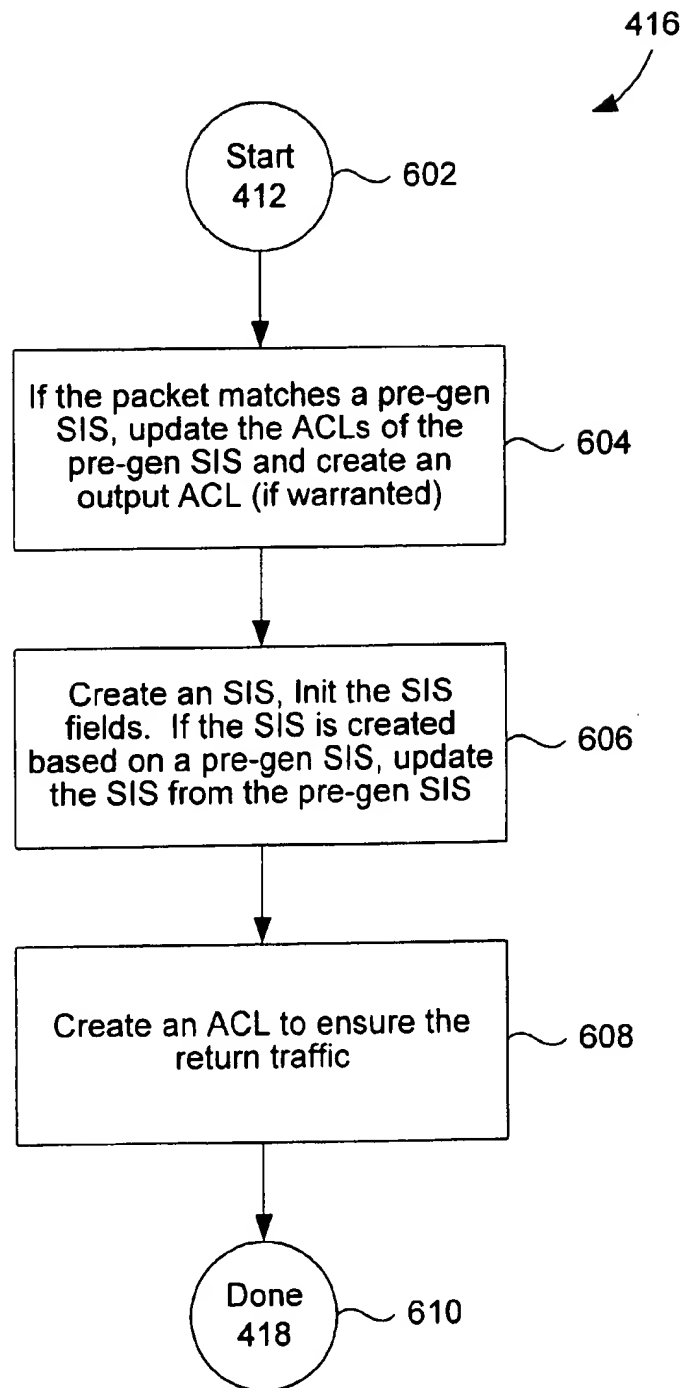 416
Start
412
602
If the packet matches a pre-gen
SIS, update the ACLs of the
pre-gen SIS and create an
output ACL (if warranted)
604
Create an SIS, Init the SIS
fields. If the SIS is created
based on a pre-gen SIS, update
the SIS from the pre-gen SIS
606
Create an ACL to ensure the
return traffic
608
Done
418
610